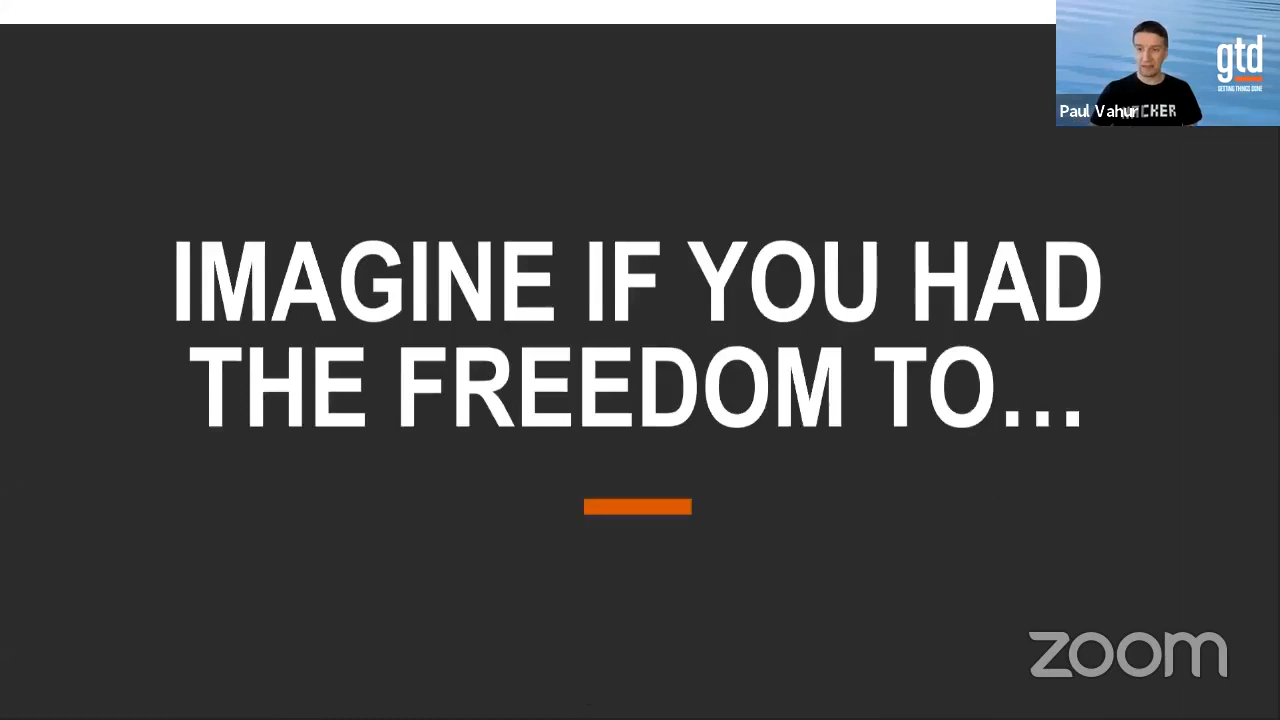 gtd
GETTING THINGS DONE
Paul Vahur
IMAGINE IF YOU HAD
THE FREEDOM TO...
zoom